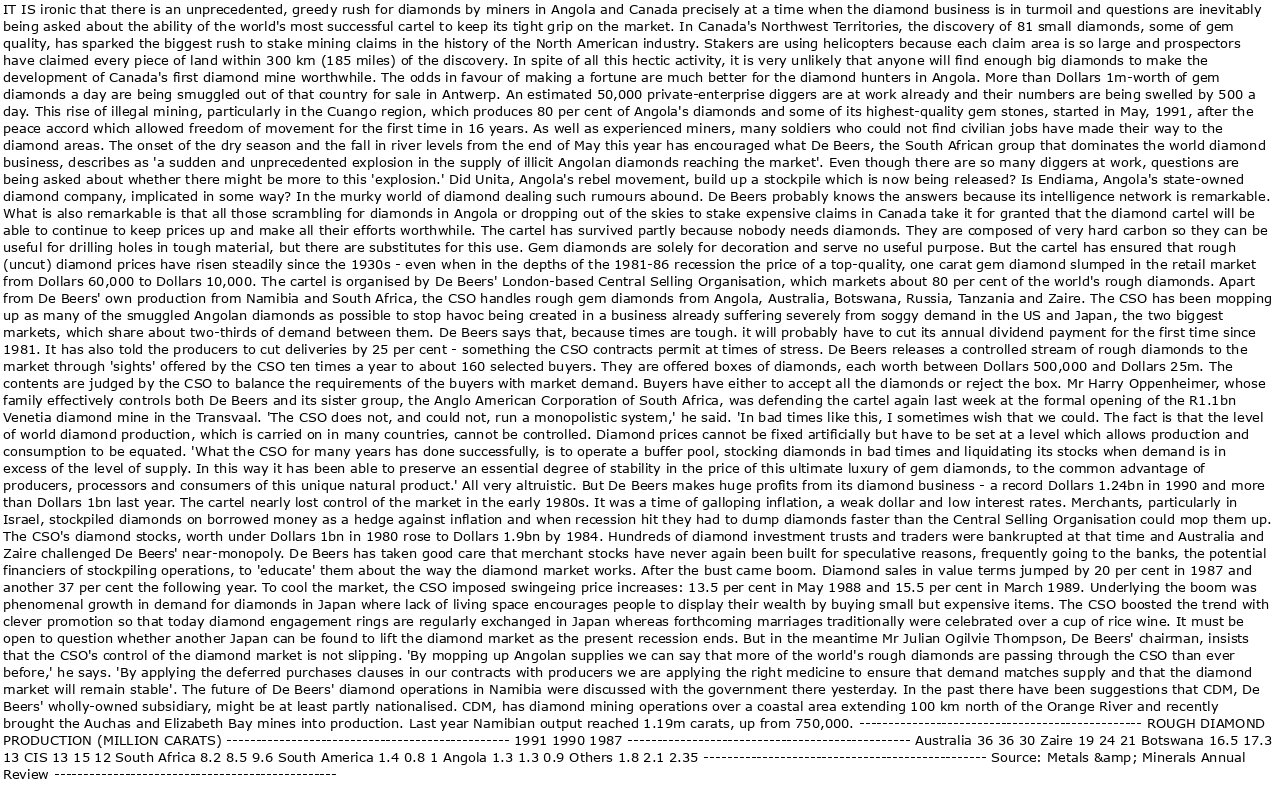 IT IS ironic that there is an unprecedented, greedy rush for diamonds by miners in Angola and Canada precisely at a time when the diamond business is in turmoil and questions are inevitably
being asked about the ability of the world's most successful cartel to keep its tight grip on the market. In Canada's Northwest Territories, the discovery of 81 small diamonds, some of gem
quality, has sparked the biggest rush to stake mining claims in the history of the North American industry. Stakers are using helicopters because each claim area is so large and prospectors
have claimed every piece of land within 300 km (185 miles) of the discovery. In spite of all this hectic activity, it is very unlikely that anyone will find enough big diamonds to make the
development of Canada's first diamond mine worthwhile. The odds in favour of making a fortune are much better for the diamond hunters in Angola. More than Dollars 1m-worth of gem
diamonds a day are being smuggled out of that country for sale in Antwerp. An estimated 50,000 private-enterprise diggers are at work already and their numbers are being swelled by 500 a
day. This rise of illegal mining, particularly in the Cuango region, which produces 80 per cent of Angola's diamonds and some of its highest-quality gem stones, started in May, 1991, after the
peace accord which allowed freedom of movement for the first time in 16 years. As well as experienced miners, many soldiers who could not find civilian jobs have made their way to the
diamond areas. The onset of the dry season and the fall in river levels from the end of May this year has encouraged what De Beers, the South African group that dominates the world diamond
business, describes as 'a sudden and unprecedented explosion in the supply of illicit Angolan diamonds reaching the market'. Even though there are so many diggers at work, questions are
being asked about whether there might be more to this 'explosion.' Did Unita, Angola's rebel movement, build up a stockpile which is now being released? Is Endiama, Angola's state-owned
diamond company, implicated in some way? In the murky world of diamond dealing such rumours abound. De Beers probably knows the answers because its intelligence network is remarkable.
What is also remarkable is that all those scrambling for diamonds in Angola or dropping out of the skies to stake expensive claims in Canada take it for granted that the diamond cartel will be
able to continue to keep prices up and make all their efforts worthwhile. The cartel has survived partly because nobody needs diamonds. They are composed of very hard carbon so they can be
useful for drilling holes in tough material, but there are substitutes for this use. Gem diamonds are solely for decoration and serve no useful purpose. But the cartel has ensured that rough
(uncut) diamond prices have risen steadily since the 1930s - even when in the depths of the 1981-86 recession the price of a top-quality, one carat gem diamond slumped in the retail market
from Dollars 60,000 to Dollars 10,000. The cartel is organised by De Beers' London-based Central Selling Organisation, which markets about 80 per cent of the world's rough diamonds. Apart
from De Beers' own production from Namibia and South Africa, the CSO handles rough gem diamonds from Angola, Australia, Botswana, Russia, Tanzania and Zaire. The CSO has been mopping
up as many of the smuggled Angolan diamonds as possible to stop havoc being created in a business already suffering severely from soggy demand in the US and Japan, the two biggest
markets, which share about two-thirds of demand between them. De Beers says that, because times are tough. it will probably have to cut its annual dividend payment for the first time since
1981. It has also told the producers to cut deliveries by 25 per cent - something the CSO contracts permit at times of stress. De Beers releases a controlled stream of rough diamonds to the
market through 'sights' offered by the CSO ten times a year to about 160 selected buyers. They are offered boxes of diamonds, each worth between Dollars 500,000 and Dollars 25m. The
contents are judged by the CSO to balance the requirements of the buyers with market demand. Buyers have either to accept all the diamonds or reject the box. Mr Harry Oppenheimer, whose
family effectively controls both De Beers and its sister group, the Anglo American Corporation of South Africa, was defending the cartel again last week at the formal opening of the R1.1bn
Venetia diamond mine in the Transvaal. 'The CSO does not, and could not, run a monopolistic system,' he said. 'In bad times like this, I sometimes wish that we could. The fact is that the level
of world diamond production, which is carried on in many countries, cannot be controlled. Diamond prices cannot be fixed artificially but have to be set at a level which allows production and
consumption to be equated. 'What the CSO for many years has done successfully, is to operate a buffer pool, stocking diamonds in bad times and liquidating its stocks when demand is in
excess of the level of supply. In this way it has been able to preserve an essential degree of stability in the price of this ultimate luxury of gem diamonds, to the common advantage of
producers, processors and consumers of this unique natural product.' All very altruistic. But De Beers makes huge profits from its diamond business - a record Dollars 1.24bn in 1990 and more
than Dollars 1bn last year. The cartel nearly lost control of the market in the early 1980s. It was a time of galloping inflation, a weak dollar and low interest rates. Merchants, particularly in
Israel, stockpiled diamonds on borrowed money as a hedge against inflation and when recession hit they had to dump diamonds faster than the Central Selling Organisation could mop them up.
The CSO's diamond stocks, worth under Dollars 1bn in 1980 rose to Dollars 1.9bn by 1984. Hundreds of diamond investment trusts and traders were bankrupted at that time and Australia and
Zaire challenged De Beers' near-monopoly. De Beers has taken good care that merchant stocks have never again been built for speculative reasons, frequently going to the banks, the potential
financiers of stockpiling operations, to 'educate' them about the way the diamond market works. After the bust came boom. Diamond sales in value terms jumped by 20 per cent in 1987 and
another 37 per cent the following year. To cool the market, the CSO imposed swingeing price increases: 13.5 per cent in May 1988 and 15.5 per cent in March 1989. Underlying the boom was
phenomenal growth in demand for diamonds in Japan where lack of living space encourages people to display their wealth by buying small but expensive items. The CSO boosted the trend with
clever promotion so that today diamond engagement rings are regularly exchanged in Japan whereas forthcoming marriages traditionally were celebrated over a cup of rice wine. It must be
open to question whether another Japan can be found to lift the diamond market as the present recession ends. But in the meantime Mr Julian Ogilvie Thompson, De Beers' chairman, insists
that the CSO's control of the diamond market is not slipping. 'By mopping up Angolan supplies we can say that more of the world's rough diamonds are passing through the CSO than ever
before,' he says. 'By applying the deferred purchases clauses in our contracts with producers we are applying the right medicine to ensure that demand matches supply and that the diamond
market will remain stable'. The future of De Beers' diamond operations in Namibia were discussed with the government there yesterday. In the past there have been suggestions that CDM, De
Beers' wholly-owned subsidiary, might be at least partly nationalised. CDM, has diamond mining operations over a coastal area extending 100 km north of the Orange River and recently
brought the Auchas and Elizabeth Bay mines into production. Last year Namibian output reached 1.19m carats, up from 750,000. ----------------------------------------------- ROUGH DIAMOND
PRODUCTION (MILLION CARATS) ----------------------------------------------- 1991 1990 1987 ----------------------------------------------- Australia 36 36 30 Zaire 19 24 21 Botswana 16.5 17.3
13 CIS 13 15 12 South Africa 8.2 8.5 9.6 South America 1.4 0.8 1 Angola 1.3 1.3 0.9 Others 1.8 2.1 2.35 ----------------------------------------------- Source: Metals &amp; Minerals Annual
Review -----------------------------------------------